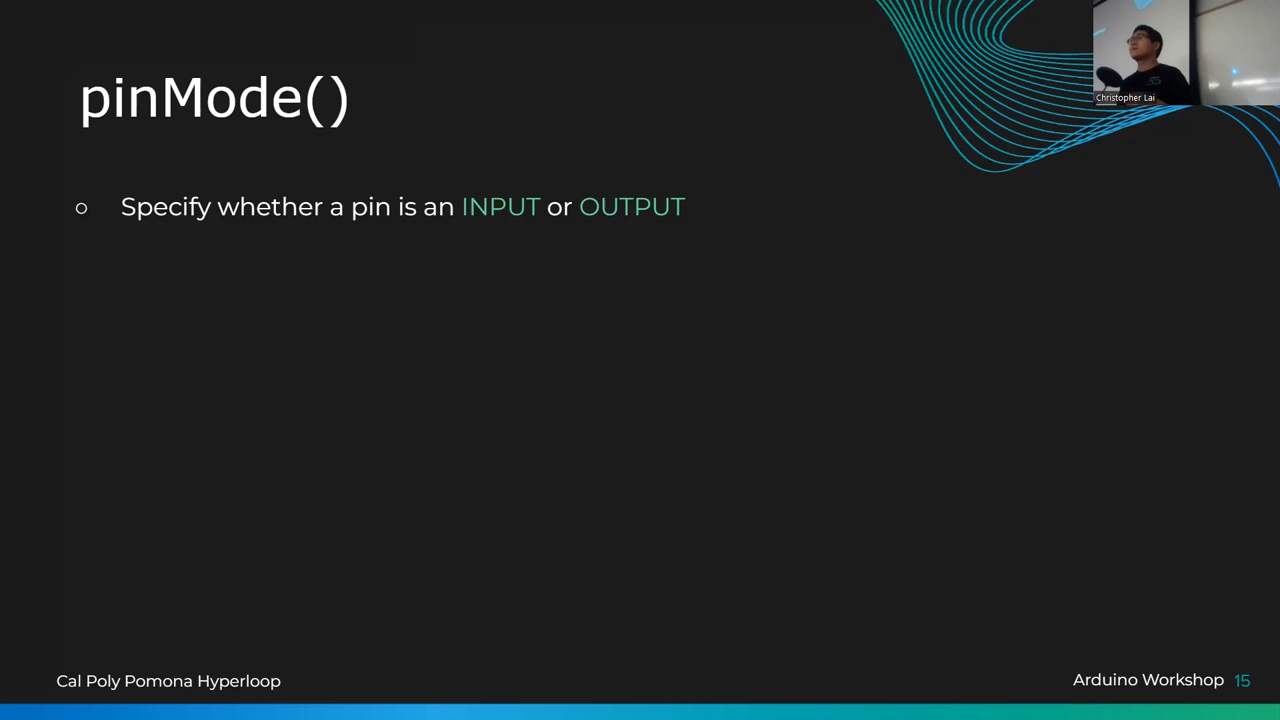 pinMode()
Christopher Lai
○ Specify whether a pin is an INPUT or OUTPUT
Cal Poly Pomona Hyperloop
Arduino Workshop 15